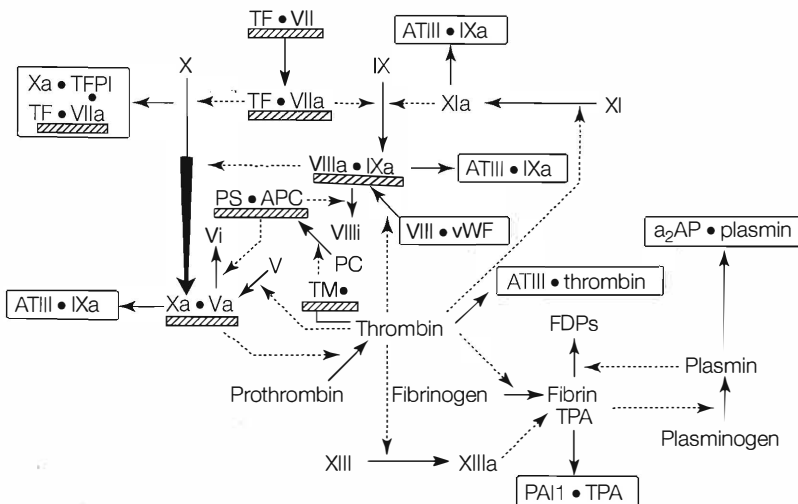 TF • VII
ATIII • IXa
X
IX
Xa • TFPI
•
TF • VIIa
TF • VIIa
XIa
XI
VIIIa • IXa
ATIII • IXa
PS • APC
VIIIi
VIII • vWF
a₂AP • plasmin
Vi
PC
V
TM•
ATIII • thrombin
ATIII • IXa
Xa • Va
Thrombin
FDPs
Plasmin
Prothrombin
Fibrinogen
Fibrin
TPA
Plasminogen
XIII
XIIIa
PAI1 • TPA